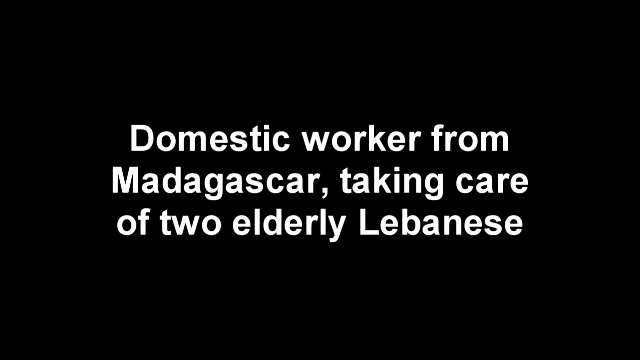 Domestic worker from
Madagascar, taking care
of two elderly Lebanese